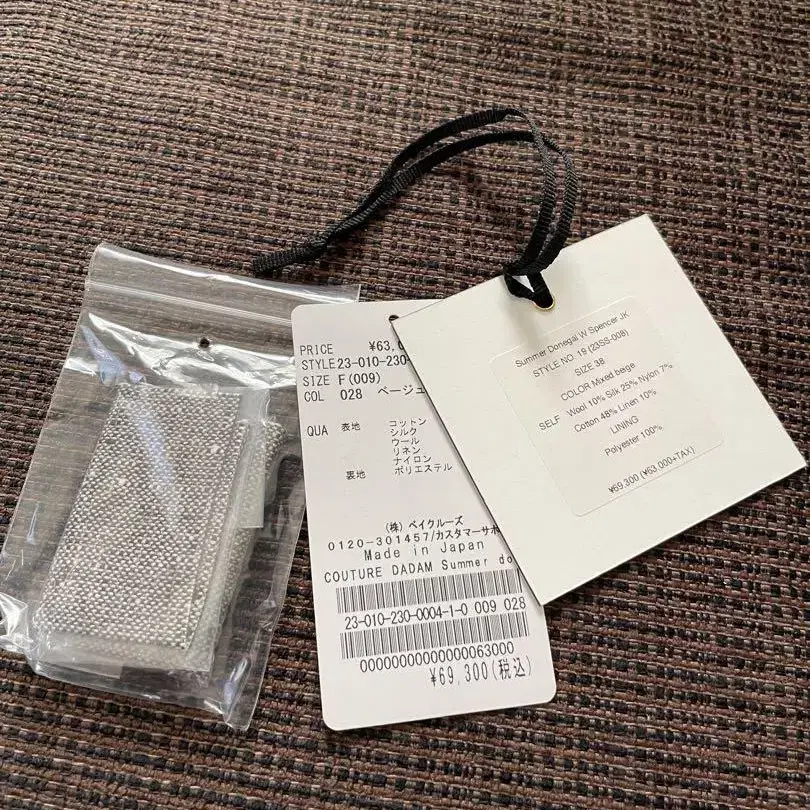 PRICE ¥63,0
STYLE 23-010-230-
SIZE F(009)
COL 028 ベージュ
QUA 表地 コットン
シルク
ウール
リネン
ナイロン
裏地 ポリエステル
(株) ベイクルーズ
0120-301457/カスタマーサポ
Made in Japan
COUTURE DADAM Summer do
23-010-230-0004-1-0 009 028
00000000000000063000
¥69,300(税込)
Summer Donegal W Spencer JK
STYLE NO. 19 (23SS-008)
SIZE 38
COLOR Mixed beige
SELF Wool 10% Silk 25% Nylon 7%
Cotton 48% Linen 10%
LINING
Polyester 100%
¥69,300 (¥63,000+TAX)